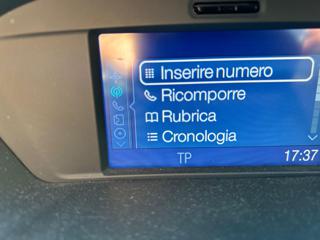 Inserire numero
Ricomporre
Rubrica
Cronologia
TP 17:37